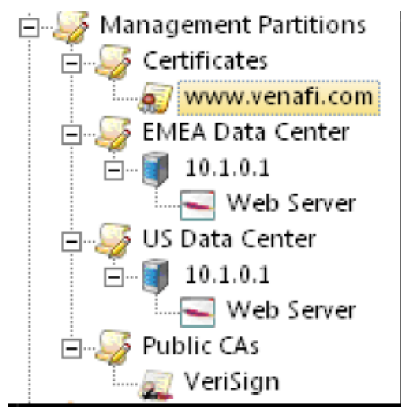 Management Partitions
Certificates
www.venafi.com
EMEA Data Center
10.1.0.1
Web Server
US Data Center
10.1.0.1
Web Server
Public CAs
VeriSign